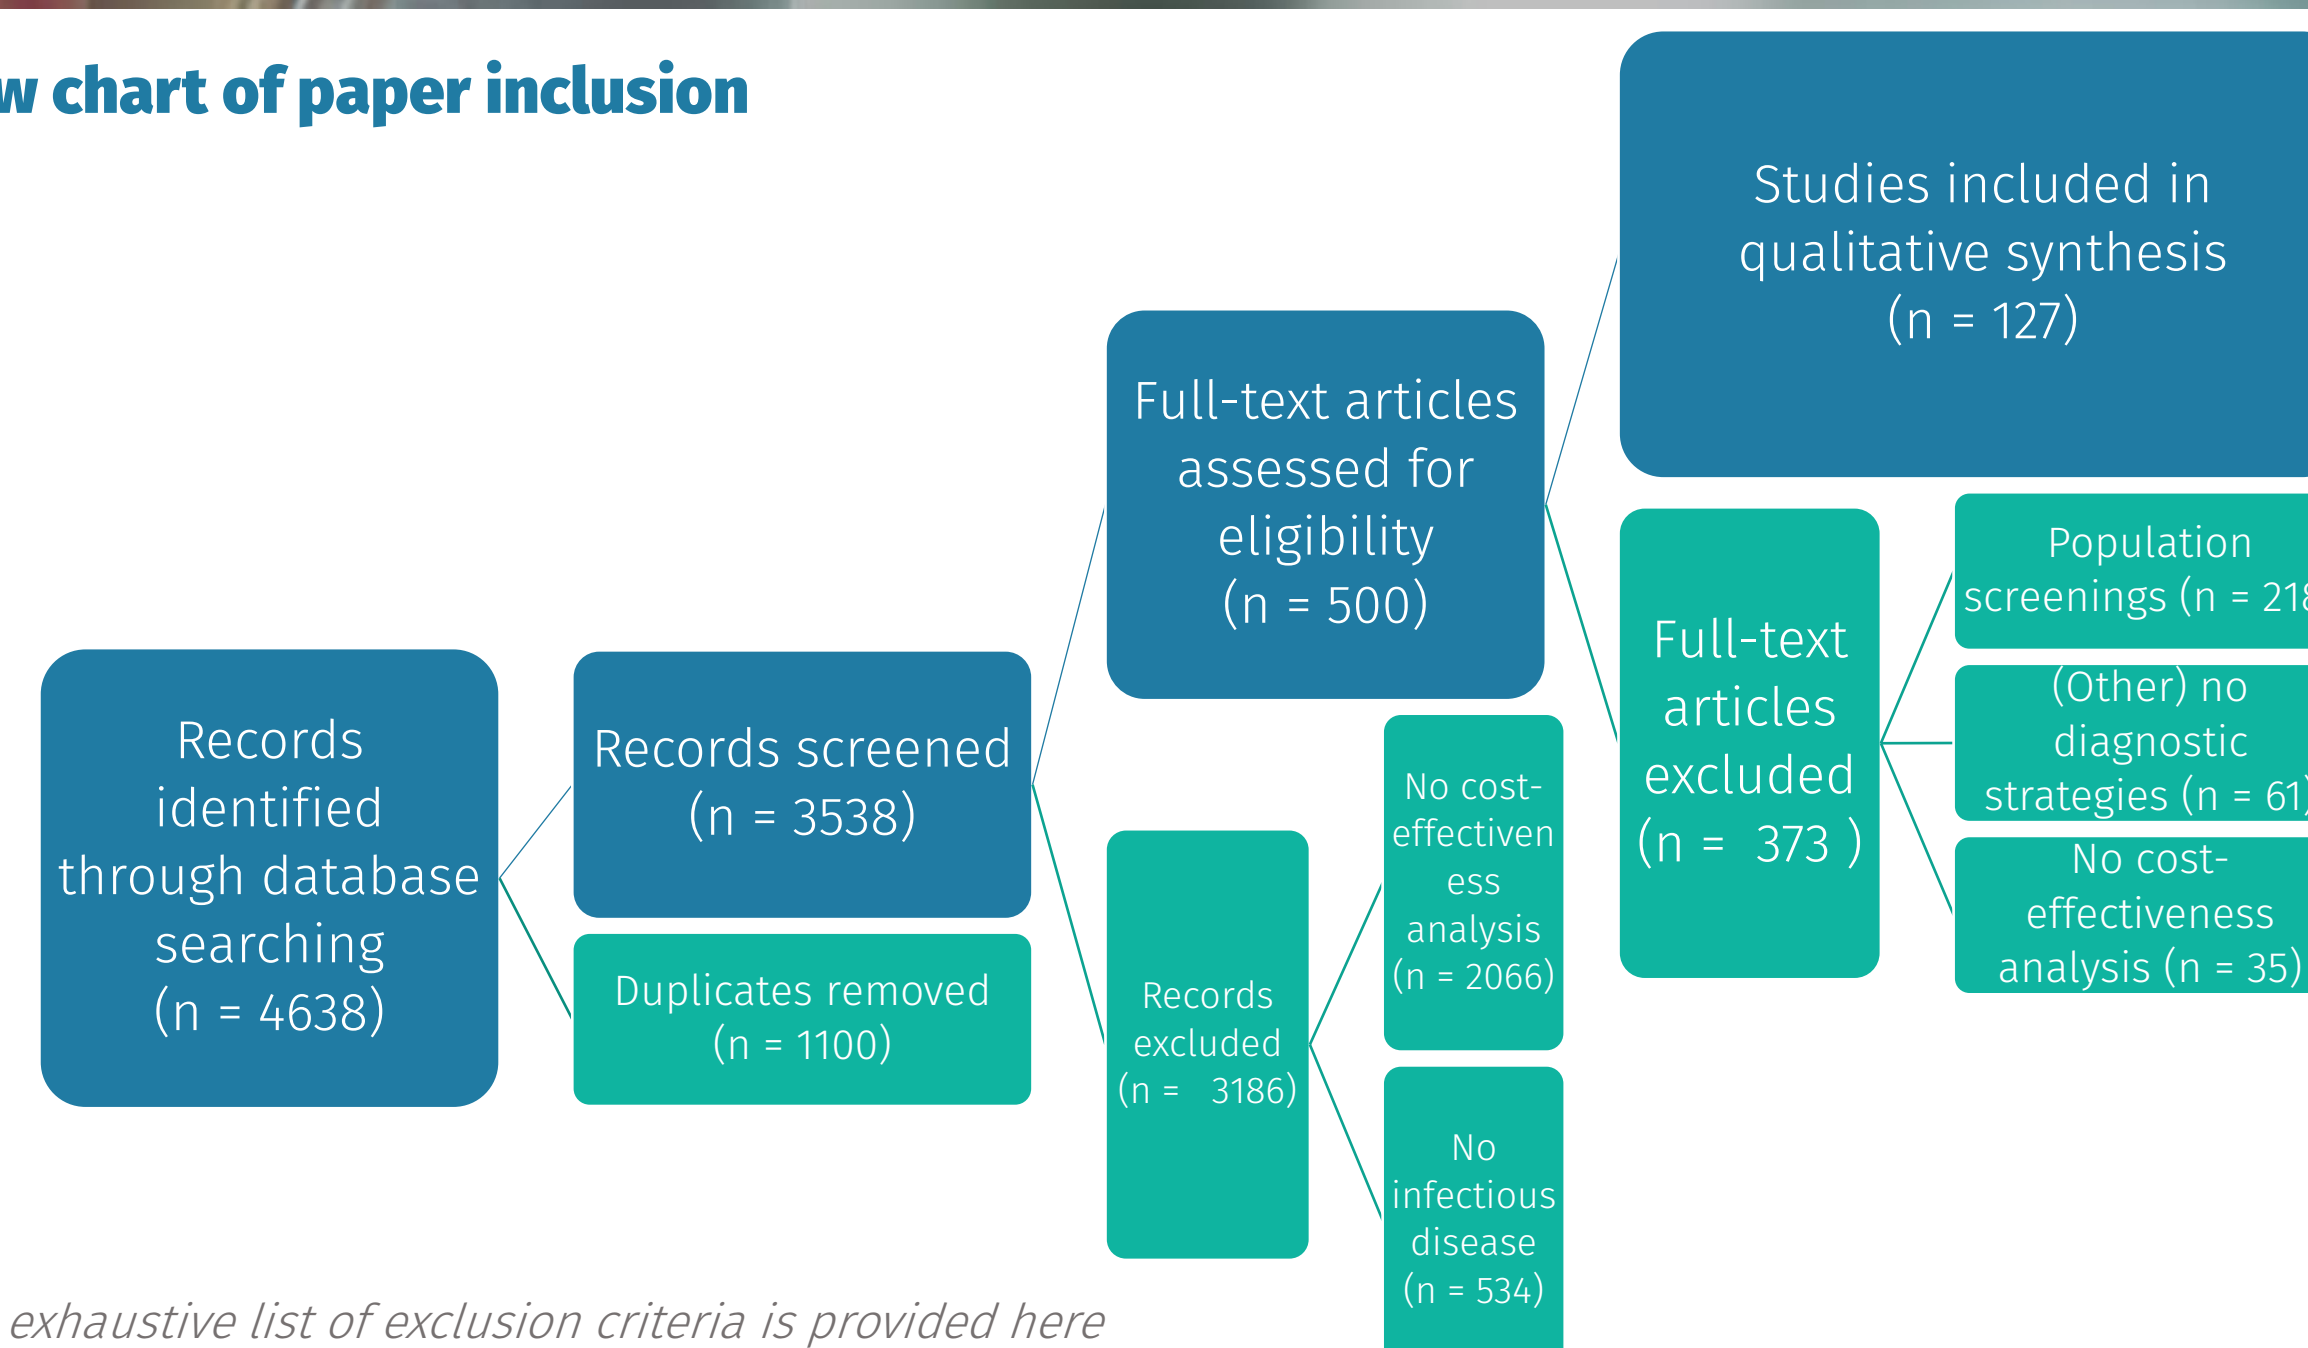 w chart of paper inclusion
Studies included in
qualitative synthesis
(n = 127)
Full-text articles
assessed for
eligibility
(n = 500)
Population
screenings (n = 218
(Other) no
diagnostic
strategies (n = 61)
No cost-
effectiveness
analysis (n = 35)
Full-text
articles
excluded
(n = 373 )
Records
identified
through database
searching
(n = 4638)
Records screened
(n = 3538)
Duplicates removed
(n = 1100)
No cost-
effectiven
ess
analysis
(n = 2066)
Records
excluded
(n = 3186)
No
infectious
disease
(n = 534)
exhaustive list of exclusion criteria is provided here